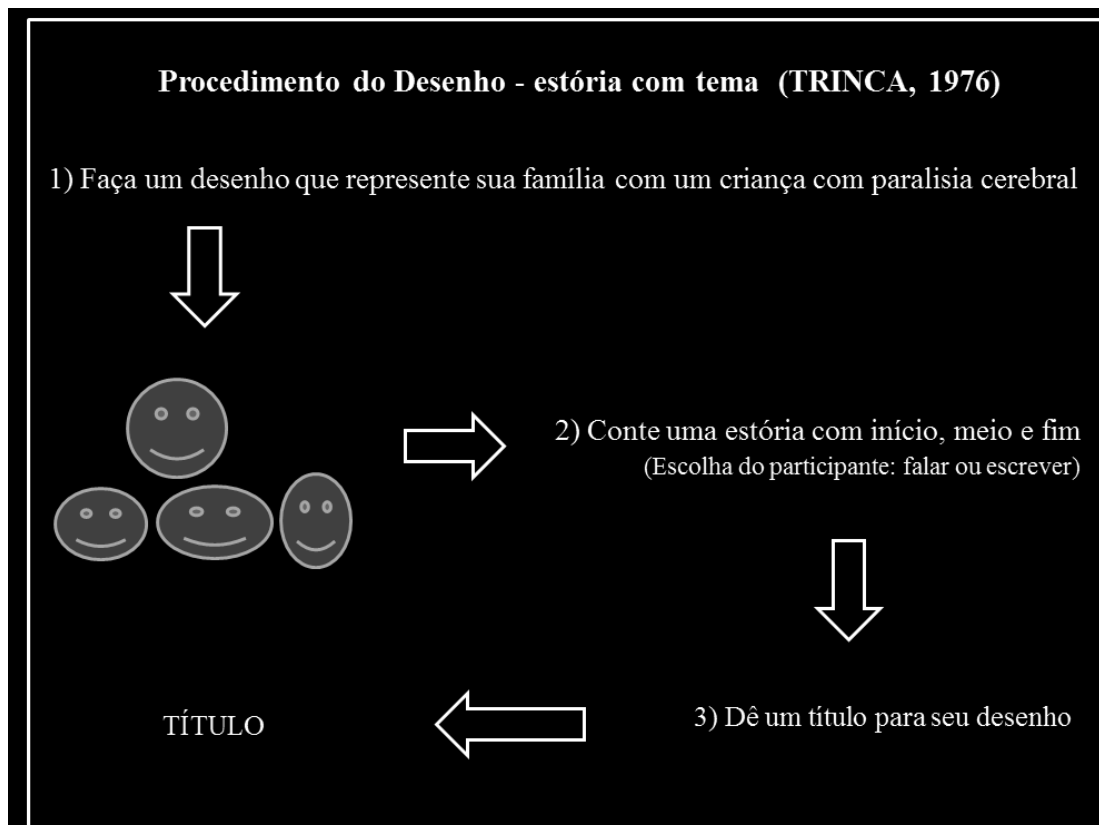 Procedimento do Desenho - estória com tema (TRINCA, 1976)
1) Faça um desenho que represente sua família com um criança com paralisia cerebral
2) Conte uma estória com início, meio e fim
(Escolha do participante: falar ou escrever)
3) Dê um título para seu desenho
TÍTULO